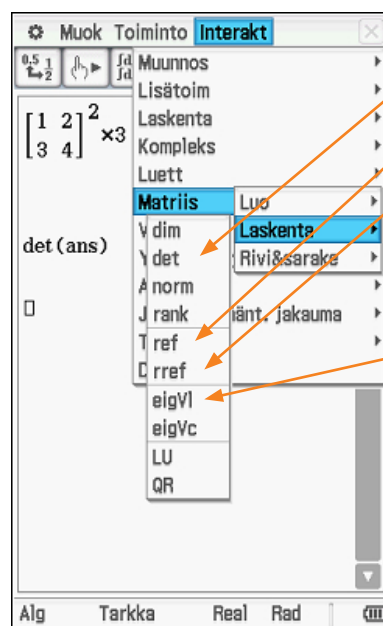 Muok Toiminto Interakt
Muunnos
Lisätoim
Laskenta
Kompleks
Luett
Matriis
Luo
dim
Laskenta
det
Rivi&sarake
norm
rank
änt. jakauma
ref
rref
eigVl
eigVc
LU
QR
[1 2]² ×3
[3 4]
det(ans)
Alg Tarkka Real Rad